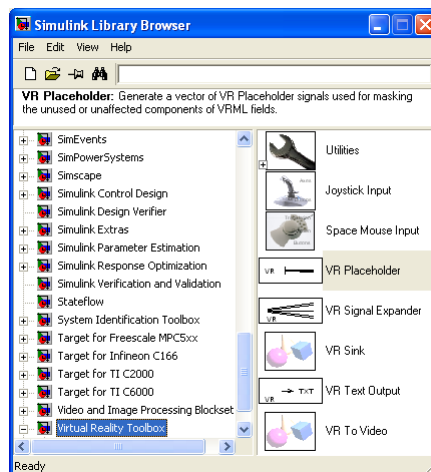 Simulink Library Browser
File Edit View Help
VR Placeholder: Generate a vector of VR Placeholder signals used for masking
the unused or unaffected components of VRML fields.
SimEvents
SimPowerSystems
Simscape
Simulink Control Design
Simulink Design Verifier
Simulink Extras
Simulink Parameter Estimation
Simulink Response Optimization
Simulink Verification and Validation
Stateflow
System Identification Toolbox
Target for Freescale MPC5xx
Target for Infineon C166
Target for TI C2000
Target for TI C6000
Video and Image Processing Blockset
Virtual Reality Toolbox
Utilities
Joystick Input
Space Mouse Input
VR
VR Placeholder
VR
VR Signal Expander
VR Sink
VR → TXT
VR Text Output
VR To Video
Ready